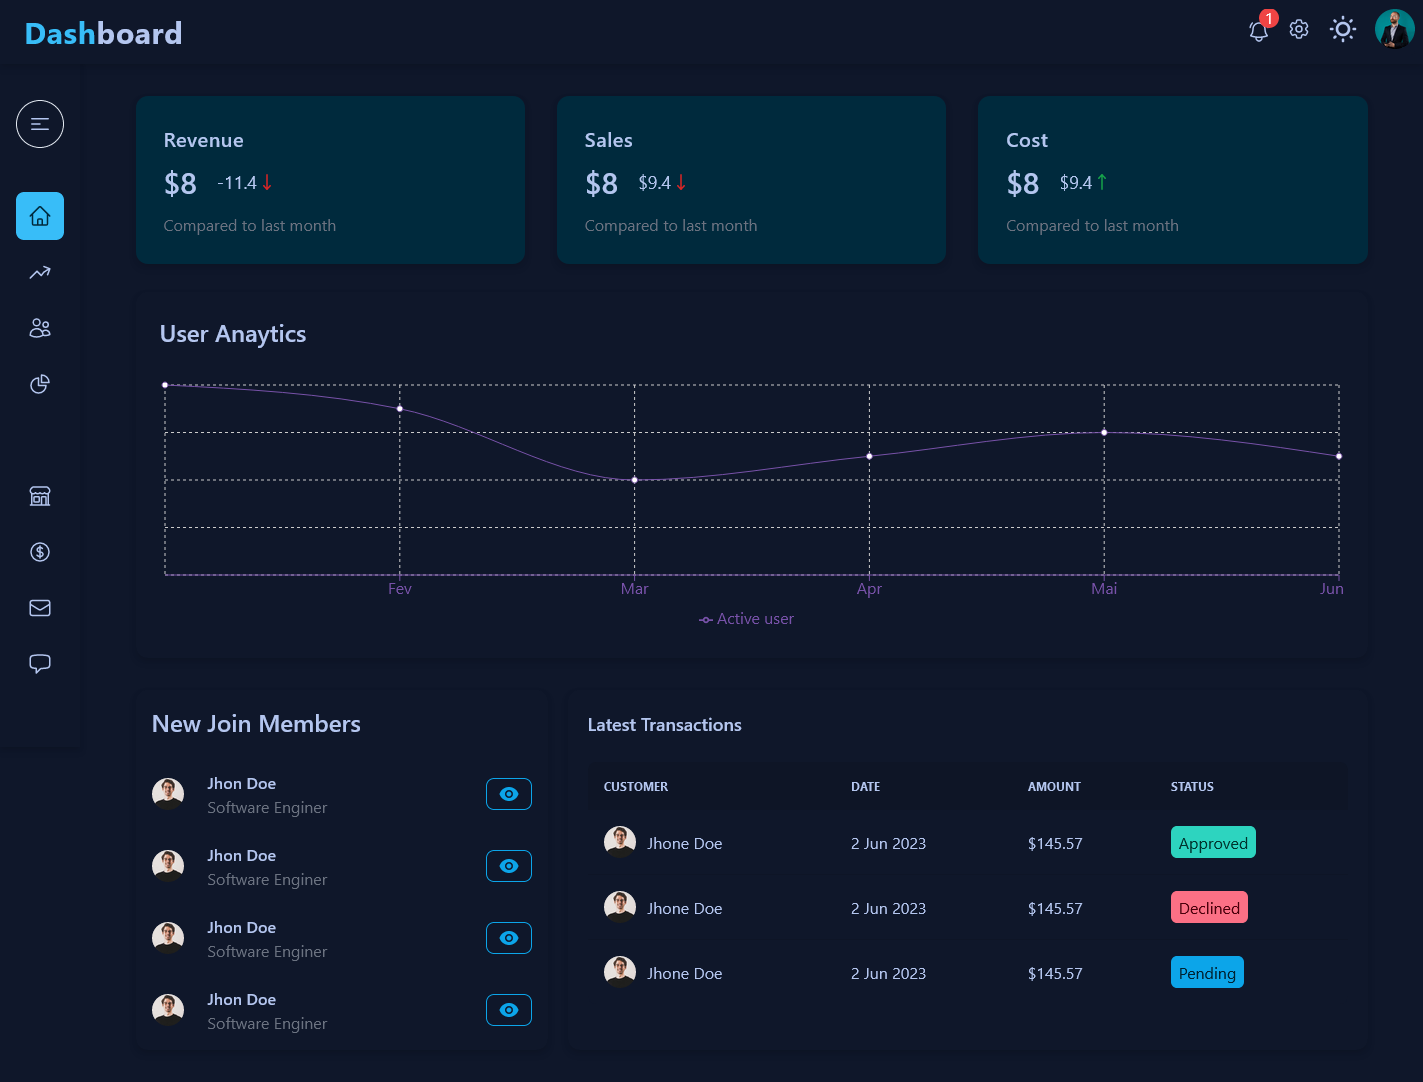 Dashboard
1
Revenue
$8 -11.4
Compared to last month
Sales
$8 $9.4
Compared to last month
Cost
$8 $9.4
Compared to last month
User Anaytics
Fev Mar Apr Mai Jun
Active user
New Join Members
Jhon Doe
Software Enginer
Jhon Doe
Software Enginer
Jhon Doe
Software Enginer
Jhon Doe
Software Enginer
Latest Transactions
CUSTOMER DATE AMOUNT STATUS
Jhone Doe 2 Jun 2023 $145.57 Approved
Jhone Doe 2 Jun 2023 $145.57 Declined
Jhone Doe 2 Jun 2023 $145.57 Pending